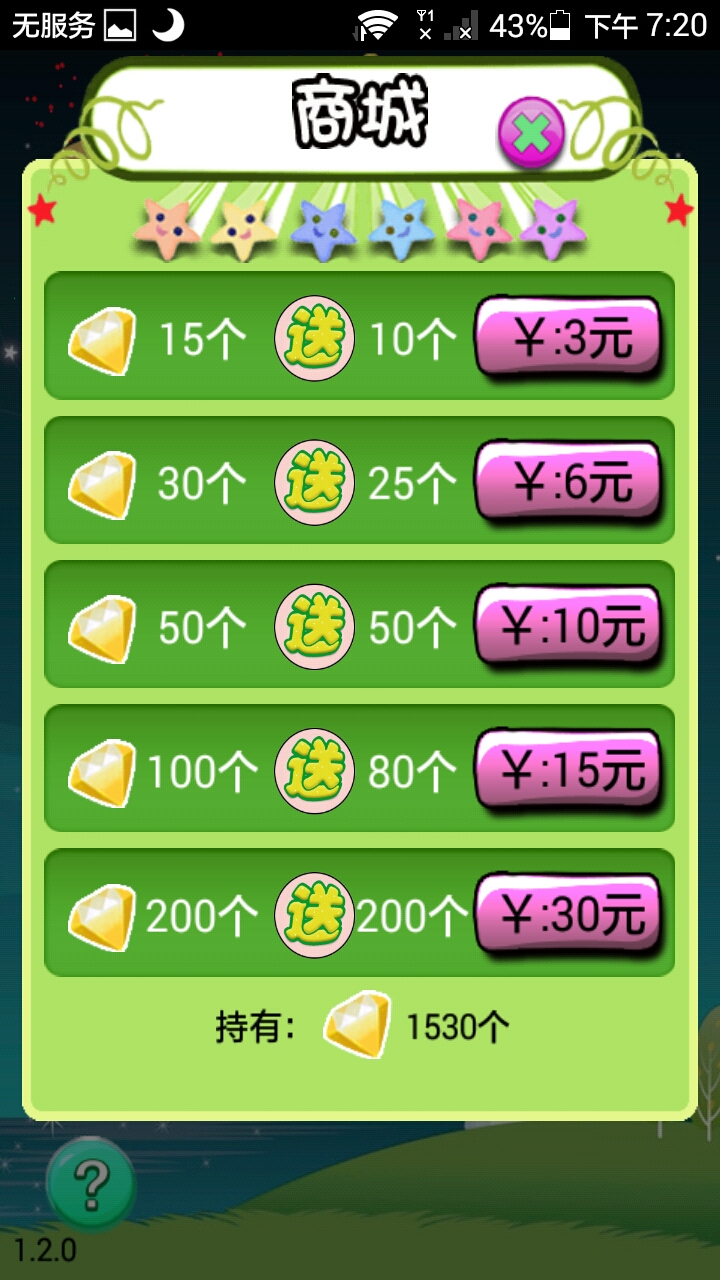 无服务 43% 下午 7:20
商城
15个 送 10个 ￥:3元
30个 送 25个 ￥:6元
50个 送 50个 ￥:10元
100个 送 80个 ￥:15元
200个 送 200个 ￥:30元
持有： 1530个
?
1.2.0